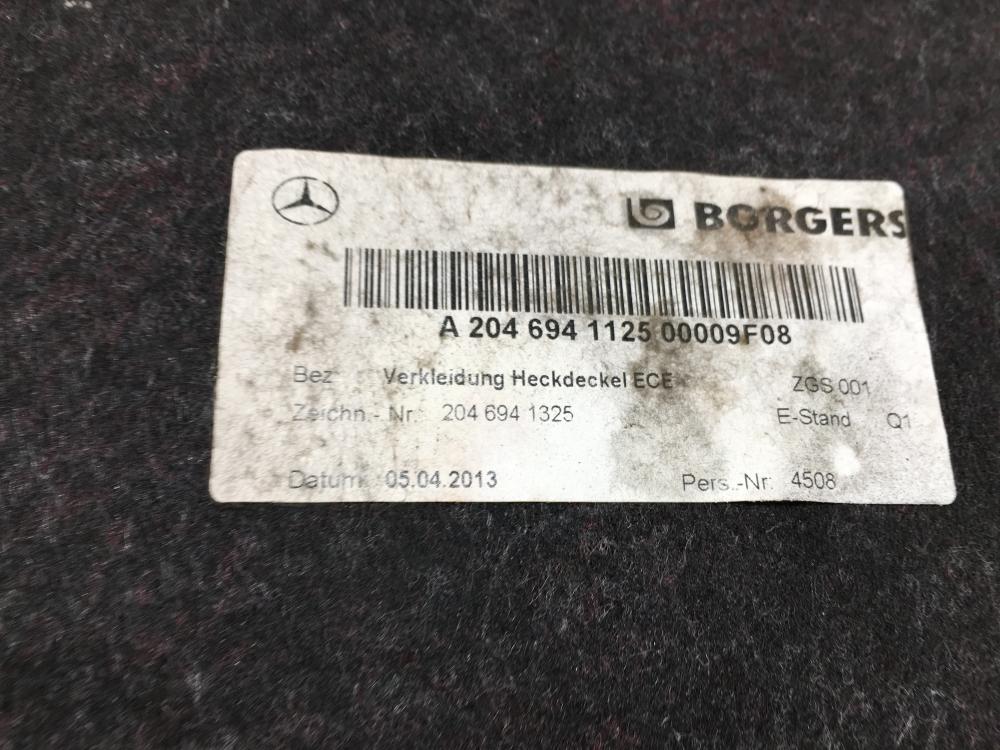 BORGERS
A 204 694 1125 00009F08
Bez Verkleidung Heckdeckel ECE ZGS 001
Zeichn.- Nr. 204 694 1325 E-Stand Q1
Datum: 05.04.2013 Pers.-Nr: 4508